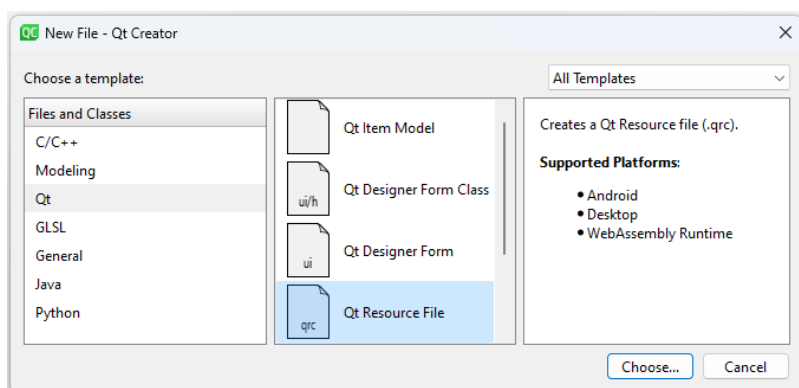 QC New File - Qt Creator
Choose a template:
All Templates
Files and Classes
C/C++
Modeling
Qt
GLSL
General
Java
Python
Qt Item Model
ui/h
Qt Designer Form Class
ui
Qt Designer Form
qrc
Qt Resource File
Creates a Qt Resource file (.qrc).
Supported Platforms:
• Android
• Desktop
• WebAssembly Runtime
Choose...
Cancel